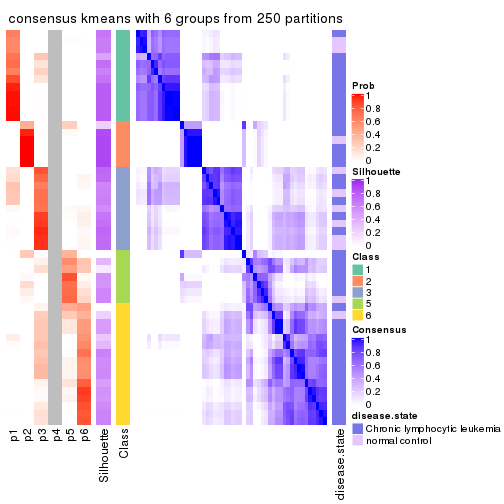 consensus kmeans with 6 groups from 250 partitions
Prob
1
0.8
0.6
0.4
0.2
0
Silhouette
1
0.8
0.6
0.4
0.2
0
Class
1
2
3
5
6
Consensus
1
0.8
0.6
0.4
0.2
0
disease.state
Chronic lymphocytic leukemia
normal control
p1
p2
p3
p4
p5
p6
Silhouette
Class
disease.state